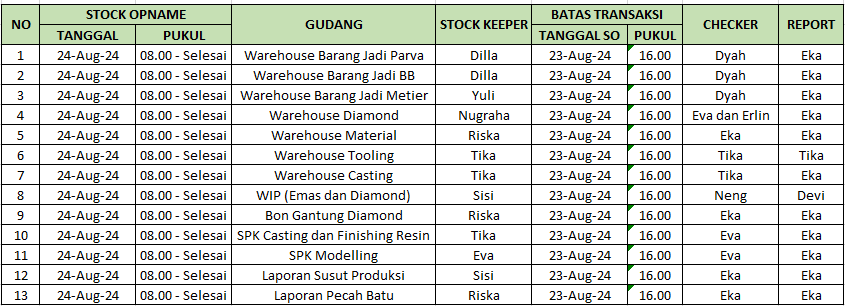 NO STOCK OPNAME GUDANG STOCK KEEPER BATAS TRANSAKSI CHECKER REPORT
TANGGAL PUKUL TANGGAL SO PUKUL
1 24-Aug-24 08.00 - Selesai Warehouse Barang Jadi Parva Dilla 23-Aug-24 16.00 Dyah Eka
2 24-Aug-24 08.00 - Selesai Warehouse Barang Jadi BB Dilla 23-Aug-24 16.00 Dyah Eka
3 24-Aug-24 08.00 - Selesai Warehouse Barang Jadi Metier Yuli 23-Aug-24 16.00 Dyah Eka
4 24-Aug-24 08.00 - Selesai Warehouse Diamond Nugraha 23-Aug-24 16.00 Eva dan Erlin Eka
5 24-Aug-24 08.00 - Selesai Warehouse Material Riska 23-Aug-24 16.00 Eka Eka
6 24-Aug-24 08.00 - Selesai Warehouse Tooling Tika 23-Aug-24 16.00 Tika Tika
7 24-Aug-24 08.00 - Selesai Warehouse Casting Tika 23-Aug-24 16.00 Tika Eka
8 24-Aug-24 08.00 - Selesai WIP (Emas dan Diamond) Sisi 23-Aug-24 16.00 Neng Devi
9 24-Aug-24 08.00 - Selesai Bon Gantung Diamond Riska 23-Aug-24 16.00 Eka Eka
10 24-Aug-24 08.00 - Selesai SPK Casting dan Finishing Resin Tika 23-Aug-24 16.00 Eva Eka
11 24-Aug-24 08.00 - Selesai SPK Modelling Eva 23-Aug-24 16.00 Eva Eka
12 24-Aug-24 08.00 - Selesai Laporan Susut Produksi Sisi 23-Aug-24 16.00 Eka Eka
13 24-Aug-24 08.00 - Selesai Laporan Pecah Batu Riska 23-Aug-24 16.00 Eka Eka